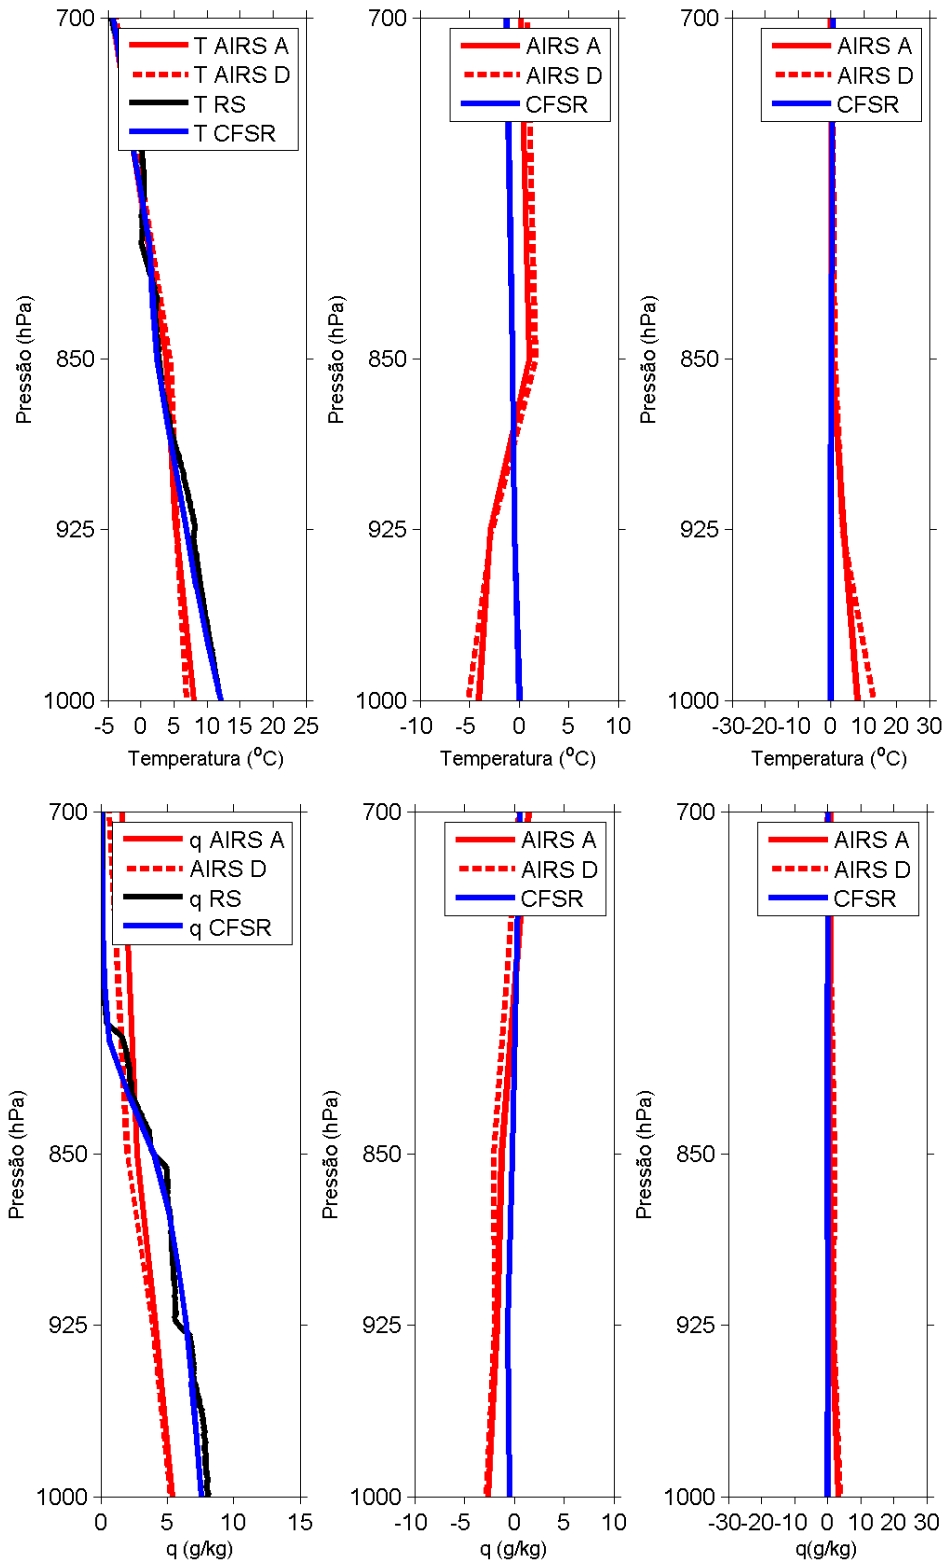 700
850
925
1000
Pressão (hPa)
T AIRS A
T AIRS D
T RS
T CFSR
-5 0 5 10 15 20 25
Temperatura (°C)
700
850
925
1000
Pressão (hPa)
AIRS A
AIRS D
CFSR
-10 -5 0 5 10
Temperatura (°C)
700
850
925
1000
Pressão (hPa)
AIRS A
AIRS D
CFSR
-30 -20 -10 0 10 20 30
Temperatura (°C)
700
850
925
1000
Pressão (hPa)
q AIRS A
AIRS D
q RS
q CFSR
0 5 10 15
q (g/kg)
700
850
925
1000
Pressão (hPa)
AIRS A
AIRS D
CFSR
-10 -5 0 5 10
q (g/kg)
700
850
925
1000
Pressão (hPa)
AIRS A
AIRS D
CFSR
-30 -20 -10 0 10 20 30
q(g/kg)